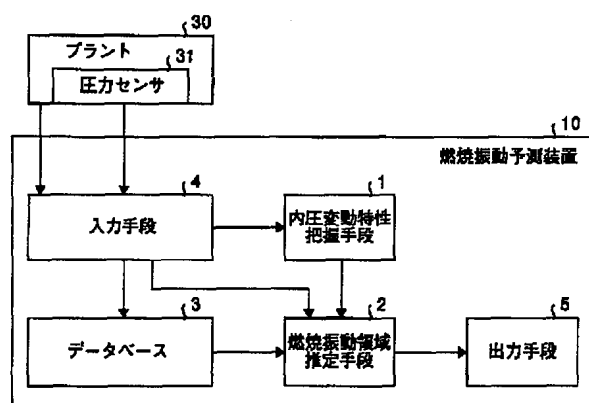 30
プラント
31
圧力センサ
10
燃焼振動予測装置
4
入力手段
1
内圧変動特性
把握手段
3
データベース
2
燃焼振動領域
推定手段
5
出力手段